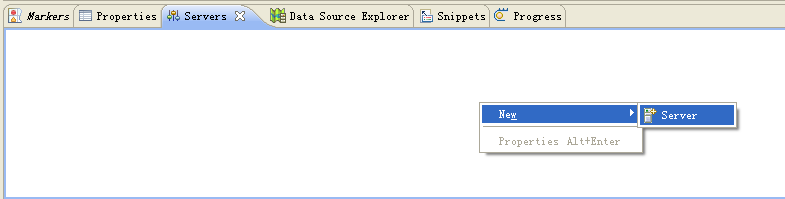 Markers Properties Servers Data Source Explorer Snippets Progress
New Server
Properties Alt+Enter